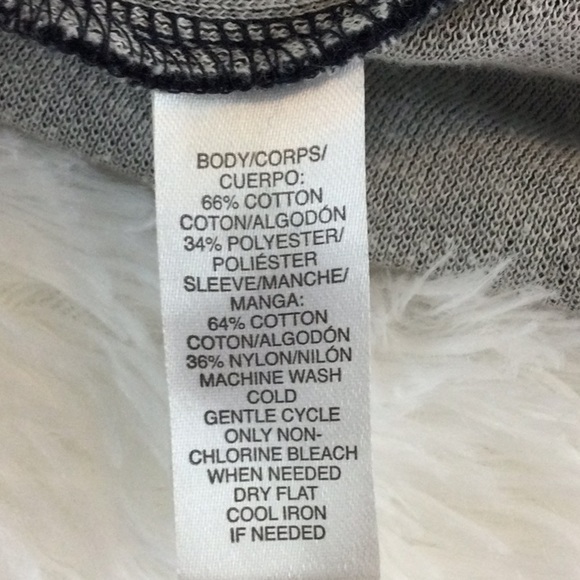 BODY/CORPS/
CUERPO:
66% COTTON
COTON/ALGODÓN
34% POLYESTER/
POLIÉSTER
SLEEVE/MANCHE/
MANGA:
64% COTTON
COTON/ALGODÓN
36% NYLON/NILÓN
MACHINE WASH
COLD
GENTLE CYCLE
ONLY NON-
CHLORINE BLEACH
WHEN NEEDED
DRY FLAT
COOL IRON
IF NEEDED